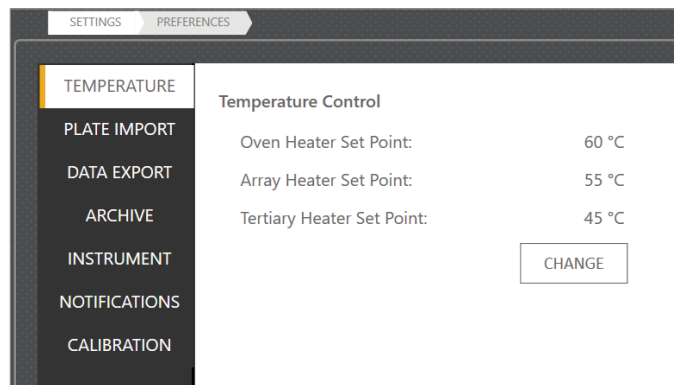 SETTINGS PREFERENCES
TEMPERATURE
PLATE IMPORT
DATA EXPORT
ARCHIVE
INSTRUMENT
NOTIFICATIONS
CALIBRATION
Temperature Control
Oven Heater Set Point: 60 °C
Array Heater Set Point: 55 °C
Tertiary Heater Set Point: 45 °C
CHANGE